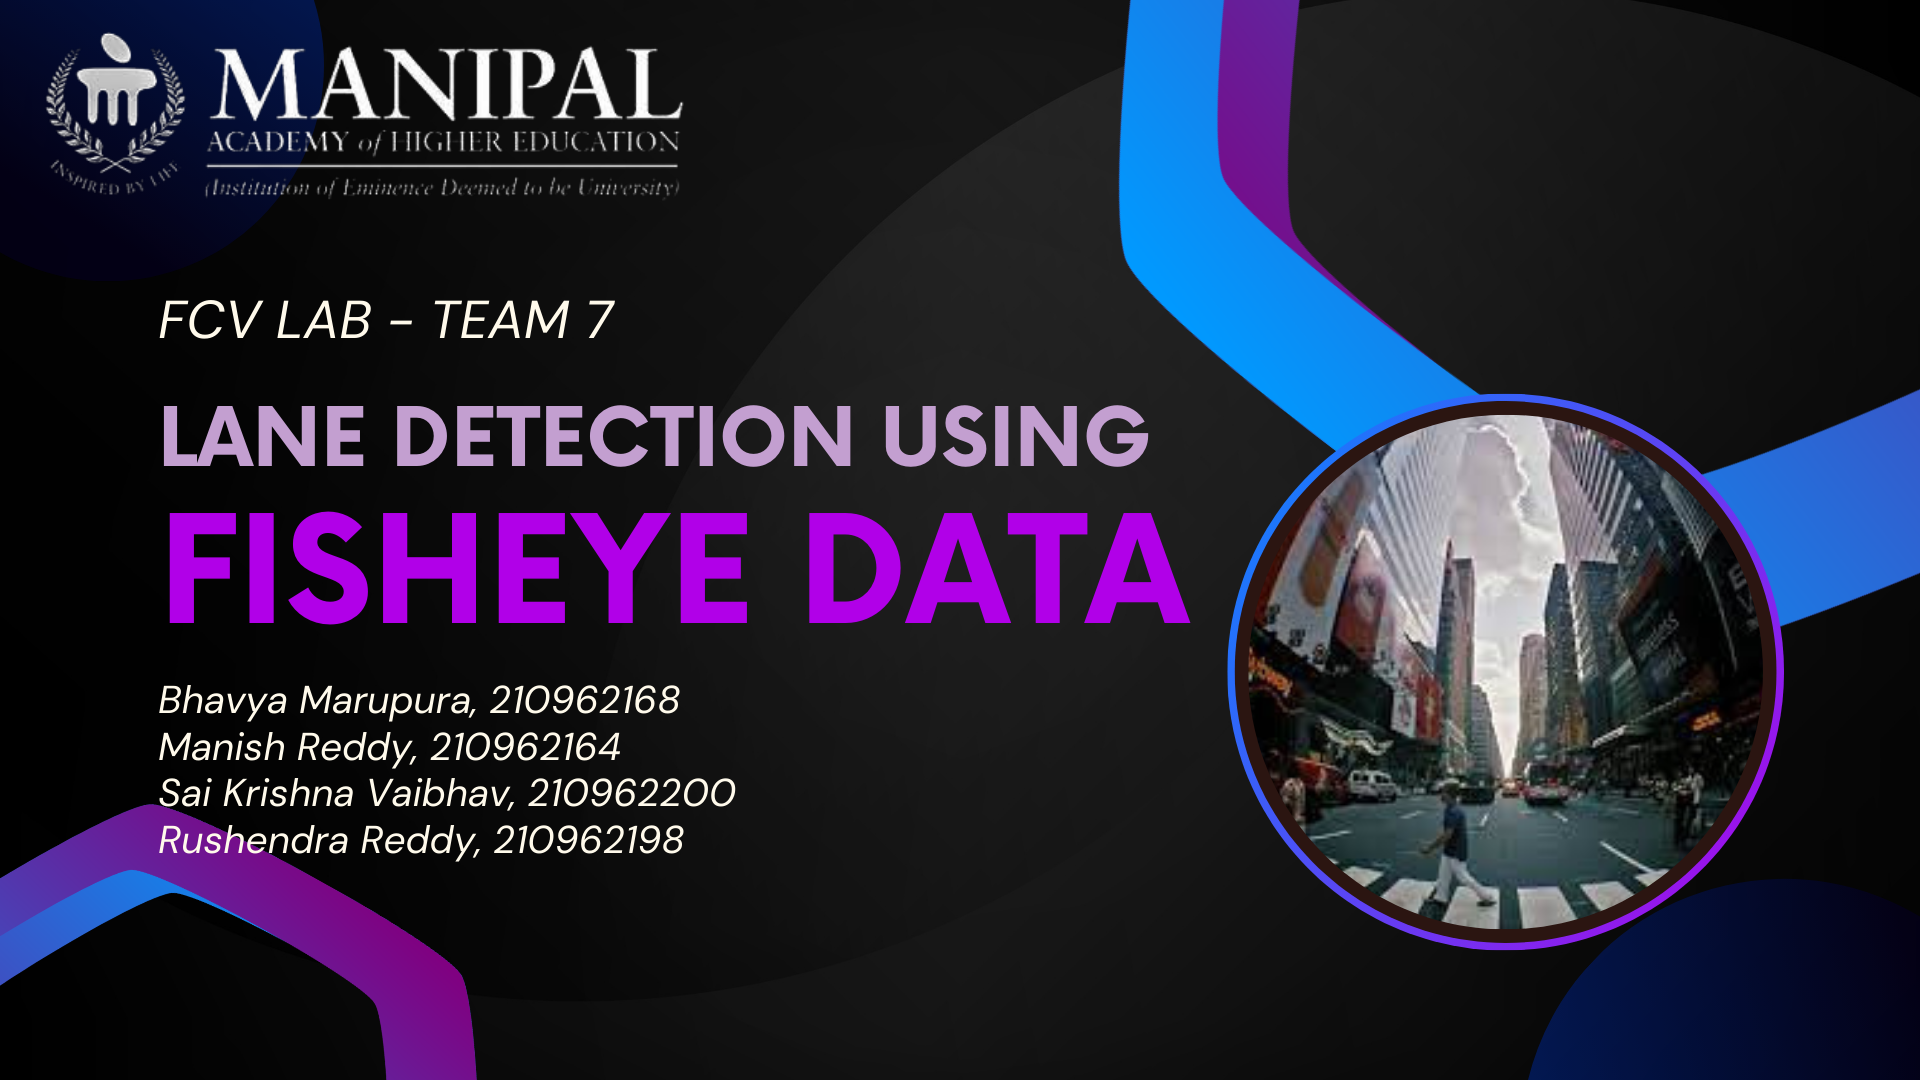 MANIPAL
ACADEMY of HIGHER EDUCATION
(Institution of Eminence Deemed to be University)
INSPIRED BY LIFE
FCV LAB - TEAM 7
LANE DETECTION USING
FISHEYE DATA
Bhavya Marupura, 210962168
Manish Reddy, 210962164
Sai Krishna Vaibhav, 210962200
Rushendra Reddy, 210962198